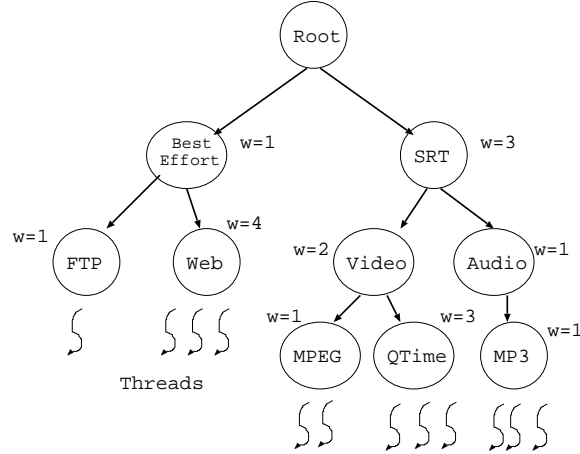 Root
Best
Effort
w=1
SRT
w=3
w=1
FTP
w=4
Web
w=2
Video
w=1
Audio
w=1
MPEG
w=3
QTime
w=1
MP3
Threads